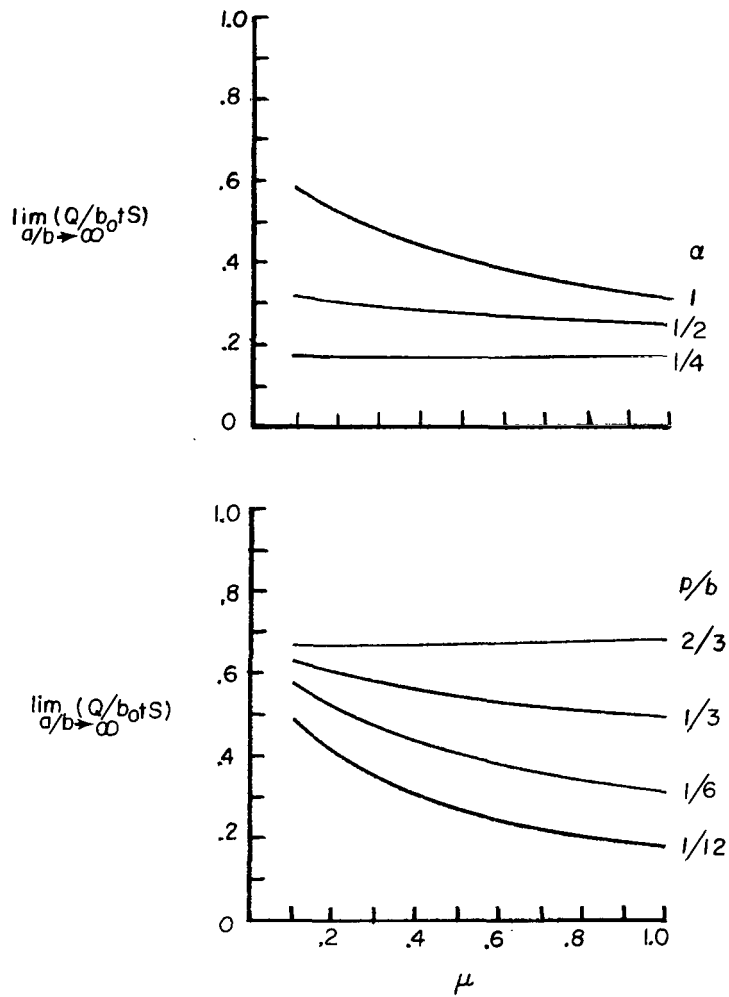 1.0
.8
.6
.4
.2
0
lim (Q/b₀tS)
a/b→∞
α
1
1/2
1/4
1.0
.8
.6
.4
.2
0
lim (Q/b₀tS)
a/b→∞
p/b
2/3
1/3
1/6
1/12
.2 .4 .6 .8 1.0
μ